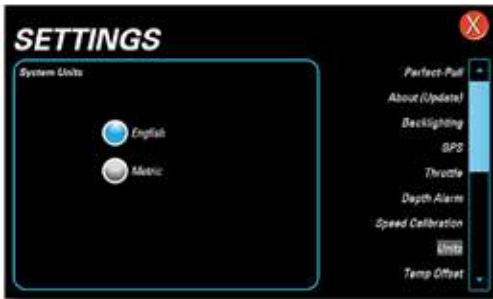 SETTINGS
X
System Units
English
Metric
Perfect-Pull
About (Update)
Backlighting
GPS
Throttle
Depth Alarm
Speed Calibration
Units
Temp Offset